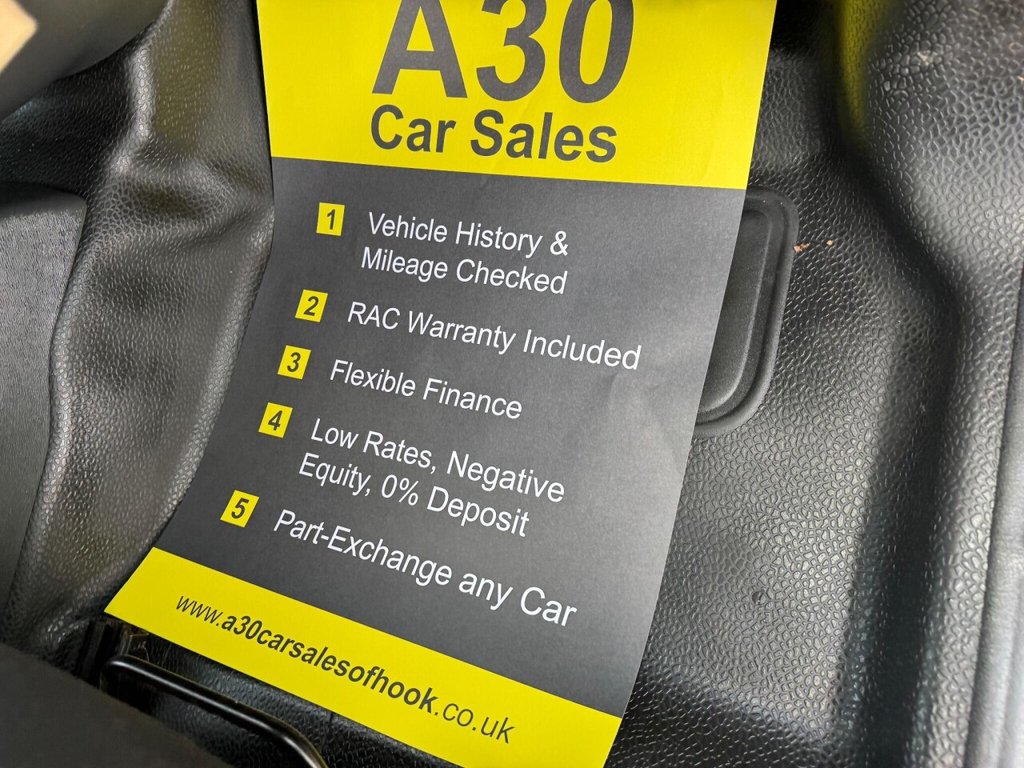 A30
Car Sales
1 Vehicle History &
Mileage Checked
2 RAC Warranty Included
3 Flexible Finance
4 Low Rates, Negative
Equity, 0% Deposit
5 Part-Exchange any Car
www.a30carsalesofhook.co.uk